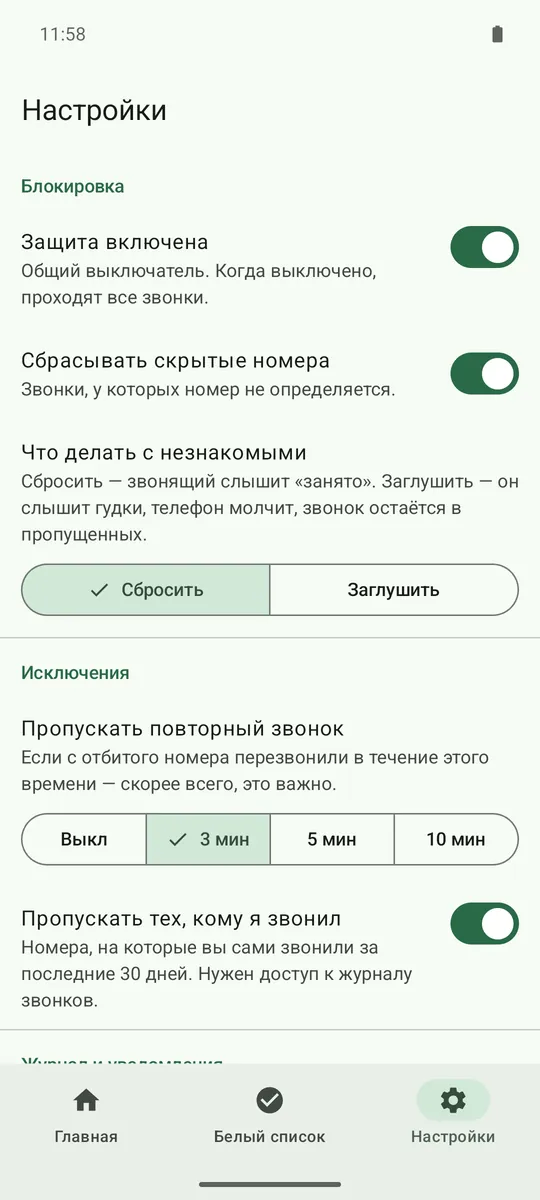 11:58
Настройки
Блокировка
Защита включена
Общий выключатель. Когда выключено,
проходят все звонки.
Сбрасывать скрытые номера
Звонки, у которых номер не определяется.
Что делать с незнакомыми
Сбросить — звонящий слышит «занято». Заглушить — он
слышит гудки, телефон молчит, звонок остаётся в
пропущенных.
Сбросить Заглушить
Исключения
Пропускать повторный звонок
Если с отбитого номера перезвонили в течение этого
времени — скорее всего, это важно.
Выкл 3 мин 5 мин 10 мин
Пропускать тех, кому я звонил
Номера, на которые вы сами звонили за
последние 30 дней. Нужен доступ к журналу
звонков.
Журнал и уведомления
Главная Белый список Настройки